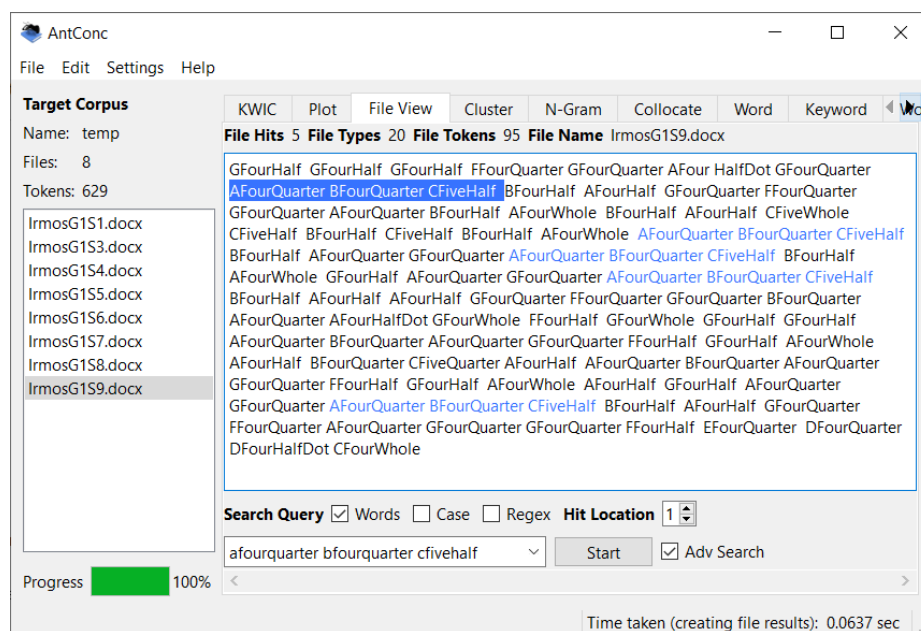 AntConc
File Edit Settings Help
Target Corpus
Name: temp
Files: 8
Tokens: 629
IrmosG1S1.docx
IrmosG1S3.docx
IrmosG1S4.docx
IrmosG1S5.docx
IrmosG1S6.docx
IrmosG1S7.docx
IrmosG1S8.docx
IrmosG1S9.docx
Progress 100%
KWIC Plot File View Cluster N-Gram Collocate Word Keyword Wo
File Hits 5 File Types 20 File Tokens 95 File Name IrmosG1S9.docx
GFourHalf GFourHalf GFourHalf FFourQuarter GFourQuarter AFour HalfDot GFourQuarter
AFourQuarter BFourQuarter CFiveHalf BFourHalf AFourHalf GFourQuarter FFourQuarter
GFourQuarter AFourQuarter BFourHalf AFourWhole BFourHalf AFourHalf CFiveWhole
CFiveHalf BFourHalf CFiveHalf BFourHalf AFourWhole AFourQuarter BFourQuarter CFiveHalf
BFourHalf AFourQuarter GFourQuarter AFourQuarter BFourQuarter CFiveHalf BFourHalf
AFourWhole GFourHalf AFourQuarter GFourQuarter AFourQuarter BFourQuarter CFiveHalf
BFourHalf AFourHalf AFourHalf GFourQuarter FFourQuarter GFourQuarter BFourQuarter
AFourQuarter AFourHalfDot GFourWhole FFourHalf GFourWhole GFourHalf GFourHalf
AFourQuarter BFourQuarter AFourQuarter GFourQuarter FFourHalf GFourHalf AFourWhole
AFourHalf BFourQuarter CFiveQuarter AFourHalf AFourQuarter BFourQuarter AFourQuarter
GFourQuarter FFourHalf GFourHalf AFourWhole AFourHalf GFourHalf AFourQuarter
GFourQuarter AFourQuarter BFourQuarter CFiveHalf BFourHalf AFourHalf GFourQuarter
FFourQuarter AFourQuarter GFourQuarter GFourQuarter FFourHalf EFourQuarter DFourQuarter
DFourHalfDot CFourWhole
Search Query Words Case Regex Hit Location 1
afourquarter bfourquarter cfivehalf Start Adv Search
Time taken (creating file results): 0.0637 sec